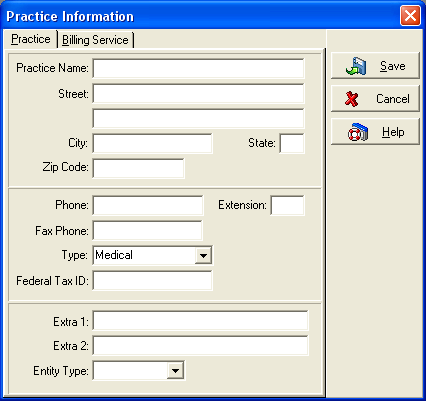 Practice Information
Practice Billing Service
Practice Name:
Save
Street:
Cancel
Help
City: State:
Zip Code:
Phone: Extension:
Fax Phone:
Type: Medical
Federal Tax ID:
Extra 1:
Extra 2:
Entity Type: